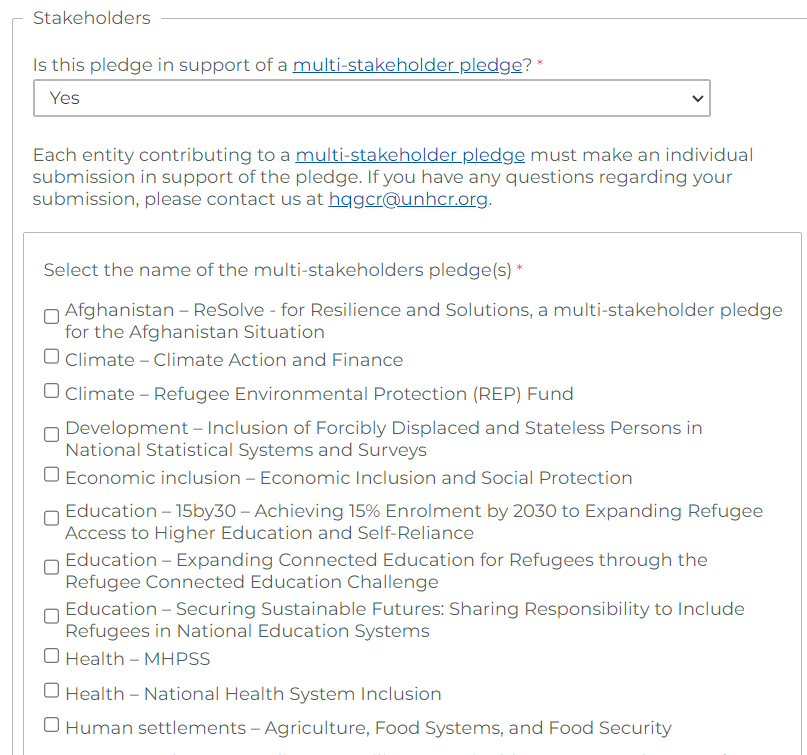 Stakeholders
Is this pledge in support of a multi-stakeholder pledge? *
Yes
Each entity contributing to a multi-stakeholder pledge must make an individual
submission in support of the pledge. If you have any questions regarding your
submission, please contact us at hqgcr@unhcr.org.
Select the name of the multi-stakeholders pledge(s) *
Afghanistan – ReSolve - for Resilience and Solutions, a multi-stakeholder pledge
for the Afghanistan Situation
Climate – Climate Action and Finance
Climate – Refugee Environmental Protection (REP) Fund
Development – Inclusion of Forcibly Displaced and Stateless Persons in
National Statistical Systems and Surveys
Economic inclusion – Economic Inclusion and Social Protection
Education – 15by30 – Achieving 15% Enrolment by 2030 to Expanding Refugee
Access to Higher Education and Self-Reliance
Education – Expanding Connected Education for Refugees through the
Refugee Connected Education Challenge
Education – Securing Sustainable Futures: Sharing Responsibility to Include
Refugees in National Education Systems
Health – MHPSS
Health – National Health System Inclusion
Human settlements – Agriculture, Food Systems, and Food Security